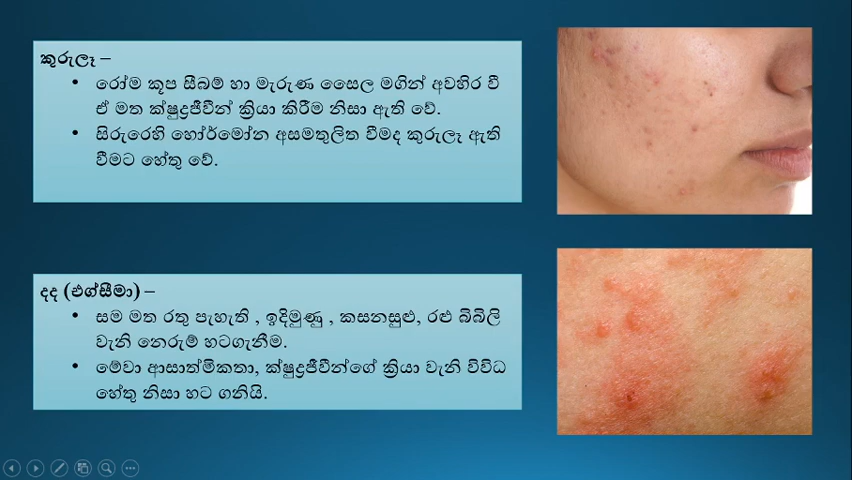 කුරුලෑ –
• රෝම කූප සීබම් හා මැරුණ සෛල මගින් අවහිර වී
ඒ මත ක්ෂුද්‍රජීවීන් ක්‍රියා කිරීම නිසා ඇති වේ.
• සිරුරෙහි හෝර්මෝන අසමතුලිත වීමද කුරුලෑ ඇති
වීමට හේතු වේ.
දද (එග්සීමා) –
• සම මත රතු පැහැති , ඉදිමුණු , කසනසුළු, රළු බිබිලි
වැනි නෙරුම් හටගැනීම.
• මේවා ආසාත්මිකතා, ක්ෂුද්‍රජීවීන්ගේ ක්‍රියා වැනි විවිධ
හේතු නිසා හට ගනියි.